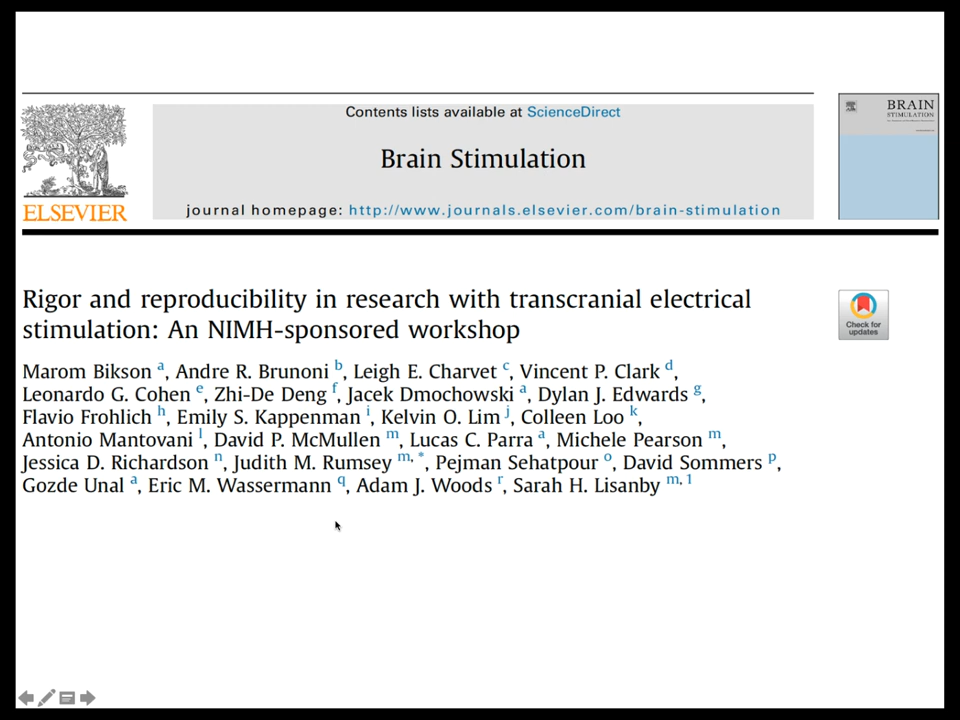 Contents lists available at ScienceDirect
BRAIN
STIMULATION
Brain Stimulation
ELSEVIER
journal homepage: http://www.journals.elsevier.com/brain-stimulation
Rigor and reproducibility in research with transcranial electrical
stimulation: An NIMH-sponsored workshop
Check for
updates
Marom Bikson a, Andre R. Brunoni b, Leigh E. Charvet c, Vincent P. Clark d,
Leonardo G. Cohen e, Zhi-De Deng f, Jacek Dmochowski a, Dylan J. Edwards g,
Flavio Frohlich h, Emily S. Kappenman i, Kelvin O. Lim j, Colleen Loo k,
Antonio Mantovani l, David P. McMullen m, Lucas C. Parra a, Michele Pearson m,
Jessica D. Richardson n, Judith M. Rumsey m, *, Pejman Sehatpour o, David Sommers p,
Gozde Unal a, Eric M. Wassermann q, Adam J. Woods r, Sarah H. Lisanby m, 1